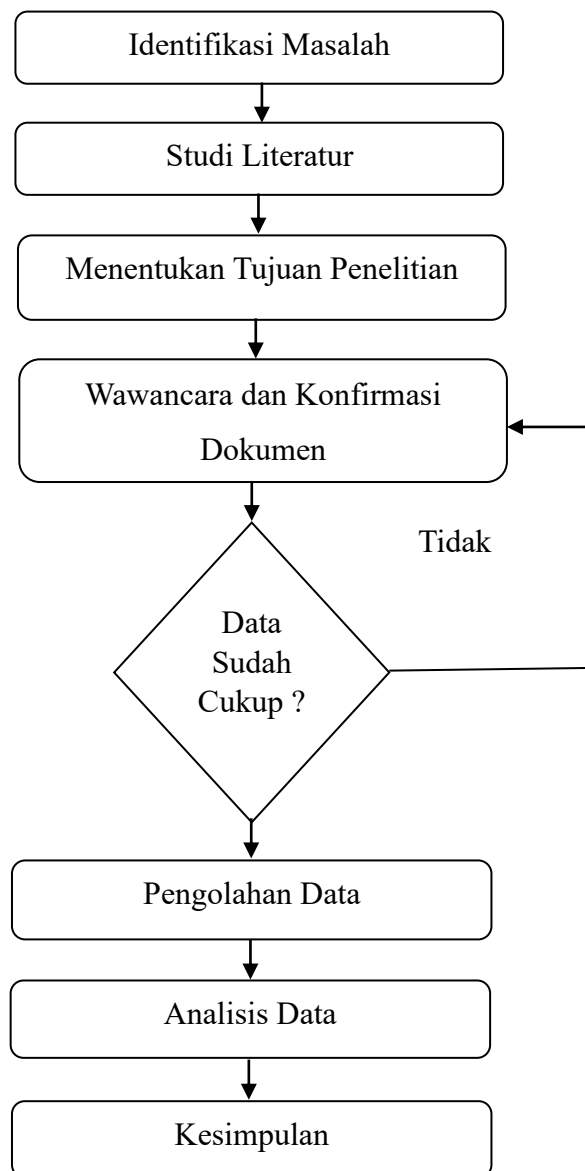 Identifikasi Masalah
Studi Literatur
Menentukan Tujuan Penelitian
Wawancara dan Konfirmasi
Dokumen
Tidak
Data
Sudah
Cukup ?
Pengolahan Data
Analisis Data
Kesimpulan